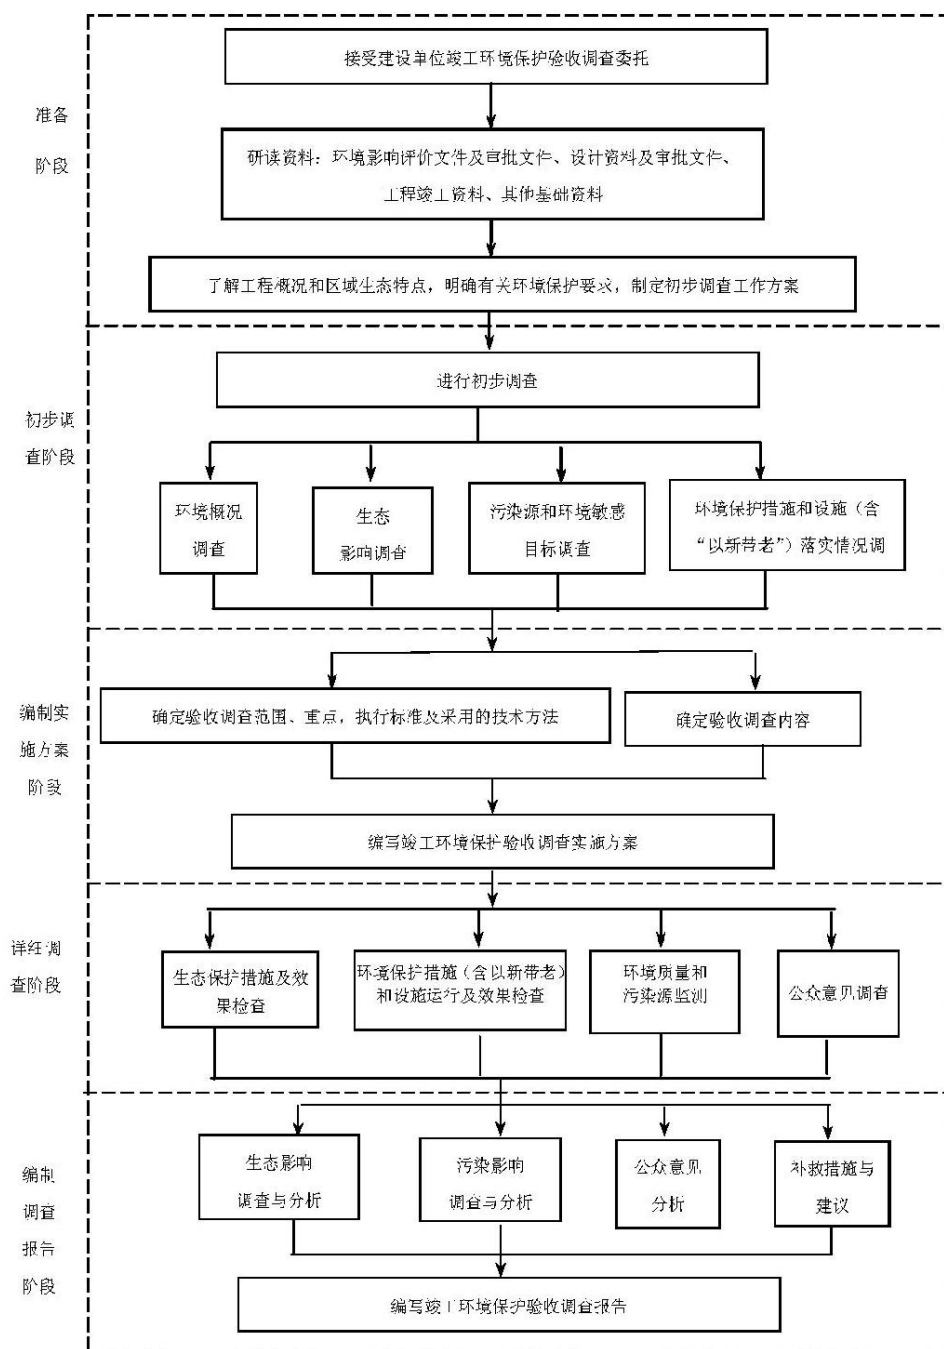 准备
阶段
接受建设单位竣工环境保护验收调查委托
研读资料：环境影响评价文件及审批文件、设计资料及审批文件、
工程竣工资料、其他基础资料
了解工程概况和区域生态特点，明确有关环境保护要求，制定初步调查工作方案
初步调
查阶段
进行初步调查
环境概况
调查
生态
影响调查
污染源和环境敏感
目标调查
环境保护措施和设施（含
“以新带老”）落实情况调
编制实
施方案
阶段
确定验收调查范围、重点，执行标准及采用的技术方法
确定验收调查内容
编写竣工环境保护验收调查实施方案
详细调
查阶段
生态保护措施及效
果检查
环境保护措施（含以新带老）
和设施运行及效果检查
环境质量和
污染源监测
公众意见调查
编制
调查
报告
阶段
生态影响
调查与分析
污染影响
调查与分析
公众意见
分析
补救措施与
建议
编写竣工环境保护验收调查报告